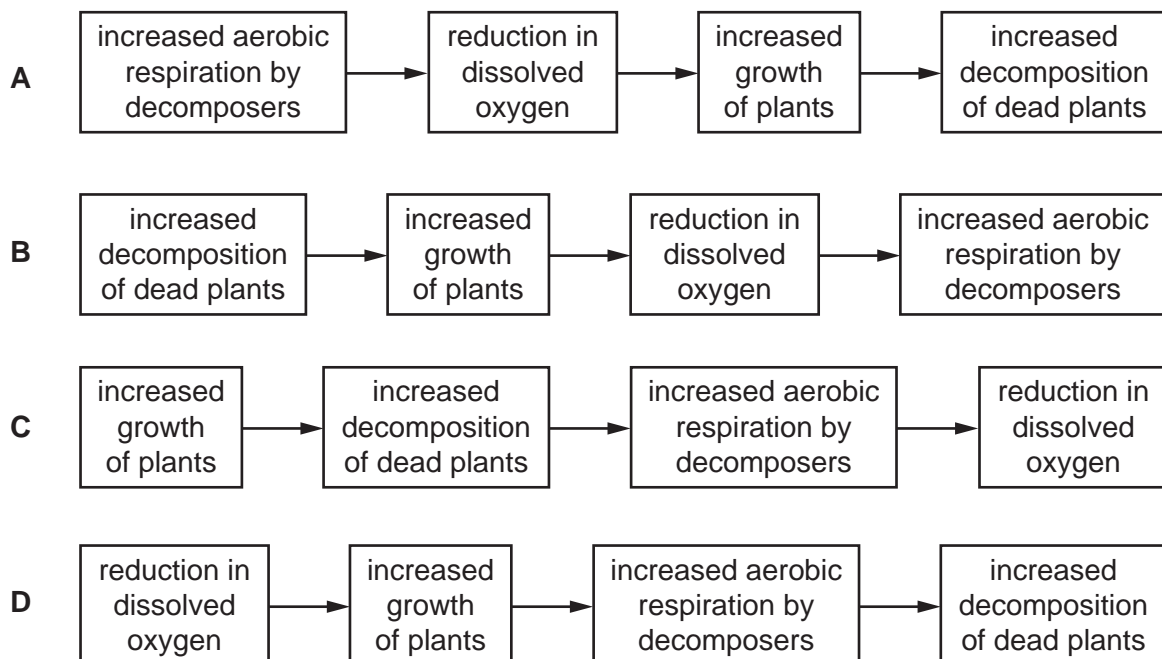 A
increased aerobic
respiration by
decomposers
reduction in
dissolved
oxygen
increased
growth
of plants
increased
decomposition
of dead plants
B
increased
decomposition
of dead plants
increased
growth
of plants
reduction in
dissolved
oxygen
increased aerobic
respiration by
decomposers
C
increased
growth
of plants
increased
decomposition
of dead plants
increased aerobic
respiration by
decomposers
reduction in
dissolved
oxygen
D
reduction in
dissolved
oxygen
increased
growth
of plants
increased aerobic
respiration by
decomposers
increased
decomposition
of dead plants